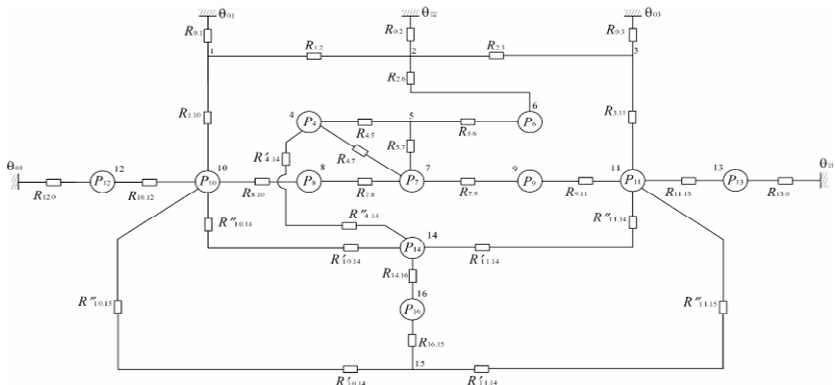 θ₀₁ θ₀₂ θ₀₃
R₀.₁ R₀.₂ R₀.₃
1 R₁.₂ 2 R₂.₃ 3
R₂.₆
R₁.₁₀ 4 P₄ R₄.₅ 5 R₅.₆ 6 P₆ R₃.₁₁
R′₄.₁₄ R₄.₇ R₅.₇
R₁₂.₀ 12 P₁₂ R₁₀.₁₂ 10 P₁₀ R₈.₁₀ 8 P₈ R₇.₈ 7 P₇ R₇.₉ 9 P₉ R₉.₁₁ 11 P₁₁ R₁₁.₁₃ 13 P₁₃ R₁₃.₀
R″₁₀.₁₄ R″₄.₁₄ R″₁₁.₁₄
R′₁₀.₁₄ 14 P₁₄ R′₁₁.₁₄
R₁₄.₁₆
R″₁₀.₁₅ 16 P₁₆ R″₁₁.₁₅
R₁₆.₁₅
R′₁₀.₁₄ 15 R′₁₁.₁₄